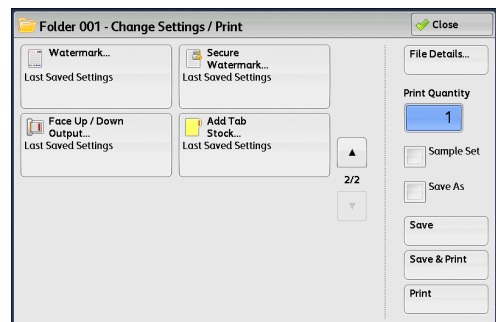 Folder 001 - Change Settings / Print
Close
Watermark...
Last Saved Settings
Secure
Watermark...
Last Saved Settings
Face Up / Down
Output...
Last Saved Settings
Add Tab
Stock...
Last Saved Settings
2/2
File Details...
Print Quantity
1
Sample Set
Save As
Save
Save & Print
Print